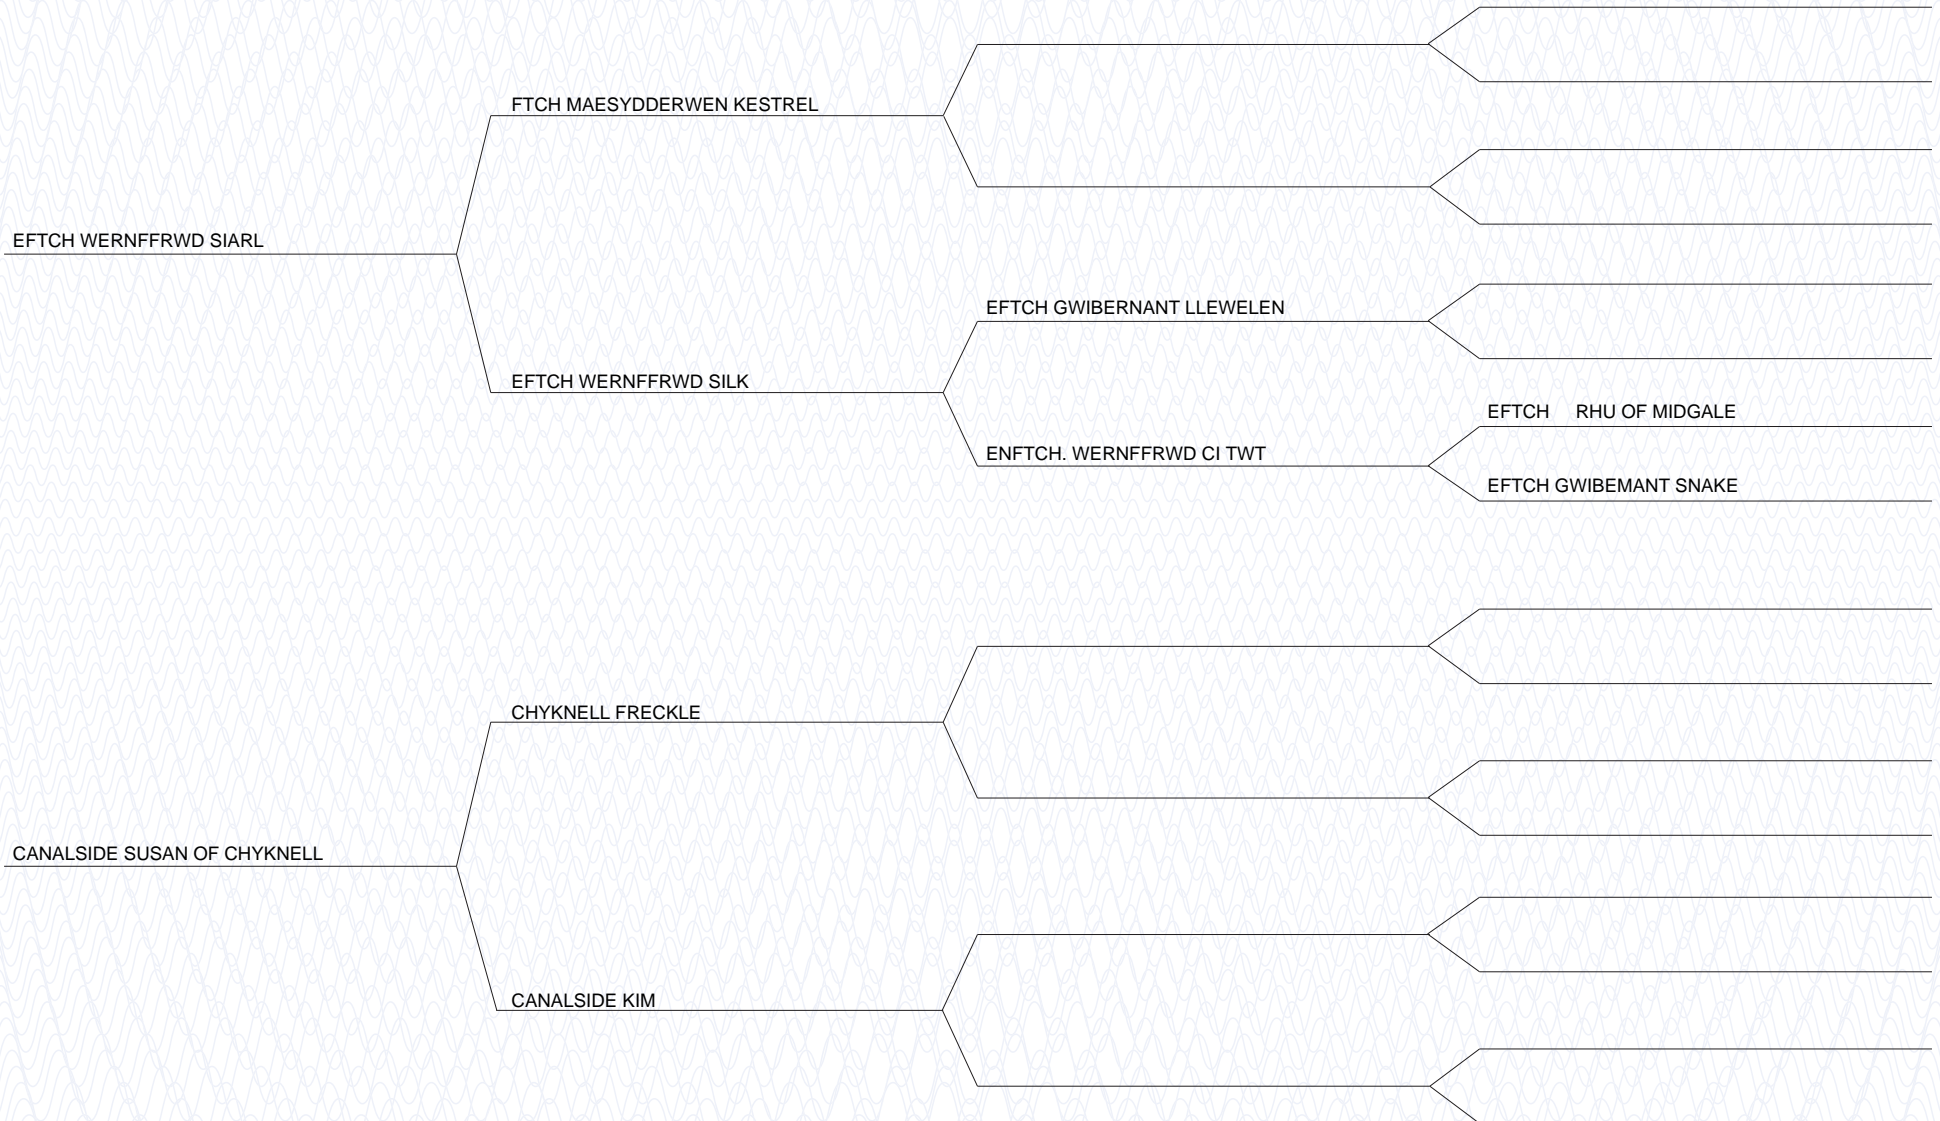 FTCH MAESYDDERWEN KESTREL
EFTCH WERNFFRWD SIARL
EFTCH GWIBERNANT LLEWELEN
EFTCH WERNFFRWD SILK
EFTCH RHU OF MIDGALE
ENFTCH. WERNFFRWD CI TWT
EFTCH GWIBEMANT SNAKE
CHYKNELL FRECKLE
CANALSIDE SUSAN OF CHYKNELL
CANALSIDE KIM